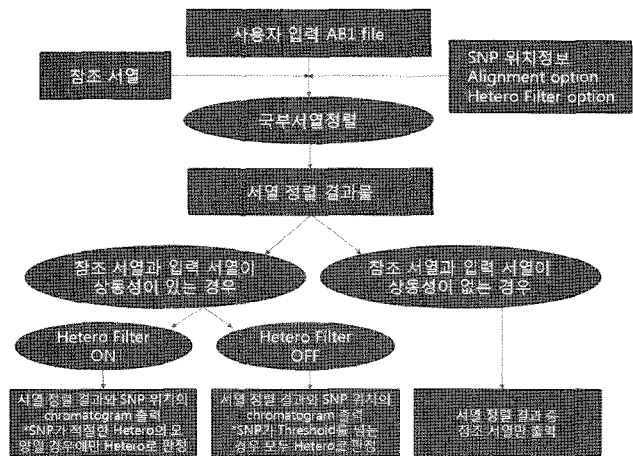 사용자 입력 AB1 file
참조 서열
SNP 위치정보
Alignment option
Hetero Filter option
국부서열정렬
서열 정렬 결과물
참조 서열과 입력 서열이
상동성이 있는 경우
참조 서열과 입력 서열이
상동성이 없는 경우
Hetero Filter
ON
Hetero Filter
OFF
서열 정렬 결과와 SNP 위치의
chromatogram 출력
*SNP가 적절한 Hetero의 모
양일 경우에만 Hetero로 판정
서열 정렬 결과와 SNP 위치의
chromatogram 출력
*SNP가 Threshold를 넘는
경우 모두 Hetero로 판정
서열 정렬 결과 중
참조 서열만 출력